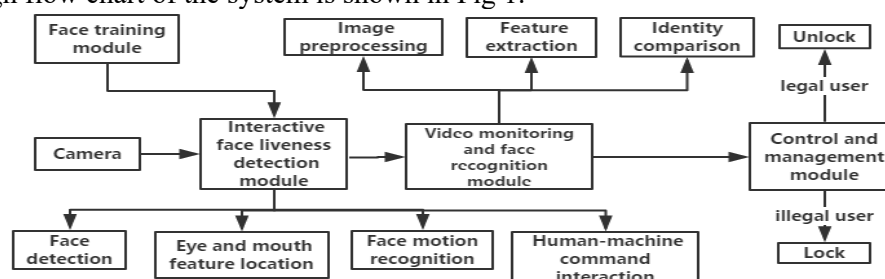 gn flow chart of the system is shown in Fig 1.
Face training
module
Image
preprocessing
Feature
extraction
Identity
comparison
Unlock
legal user
Camera
Interactive
face liveness
detection
module
Video monitoring
and face
recognition
module
Control and
management
module
illegal user
Lock
Face
detection
Eye and mouth
feature location
Face motion
recognition
Human-machine
command
interaction